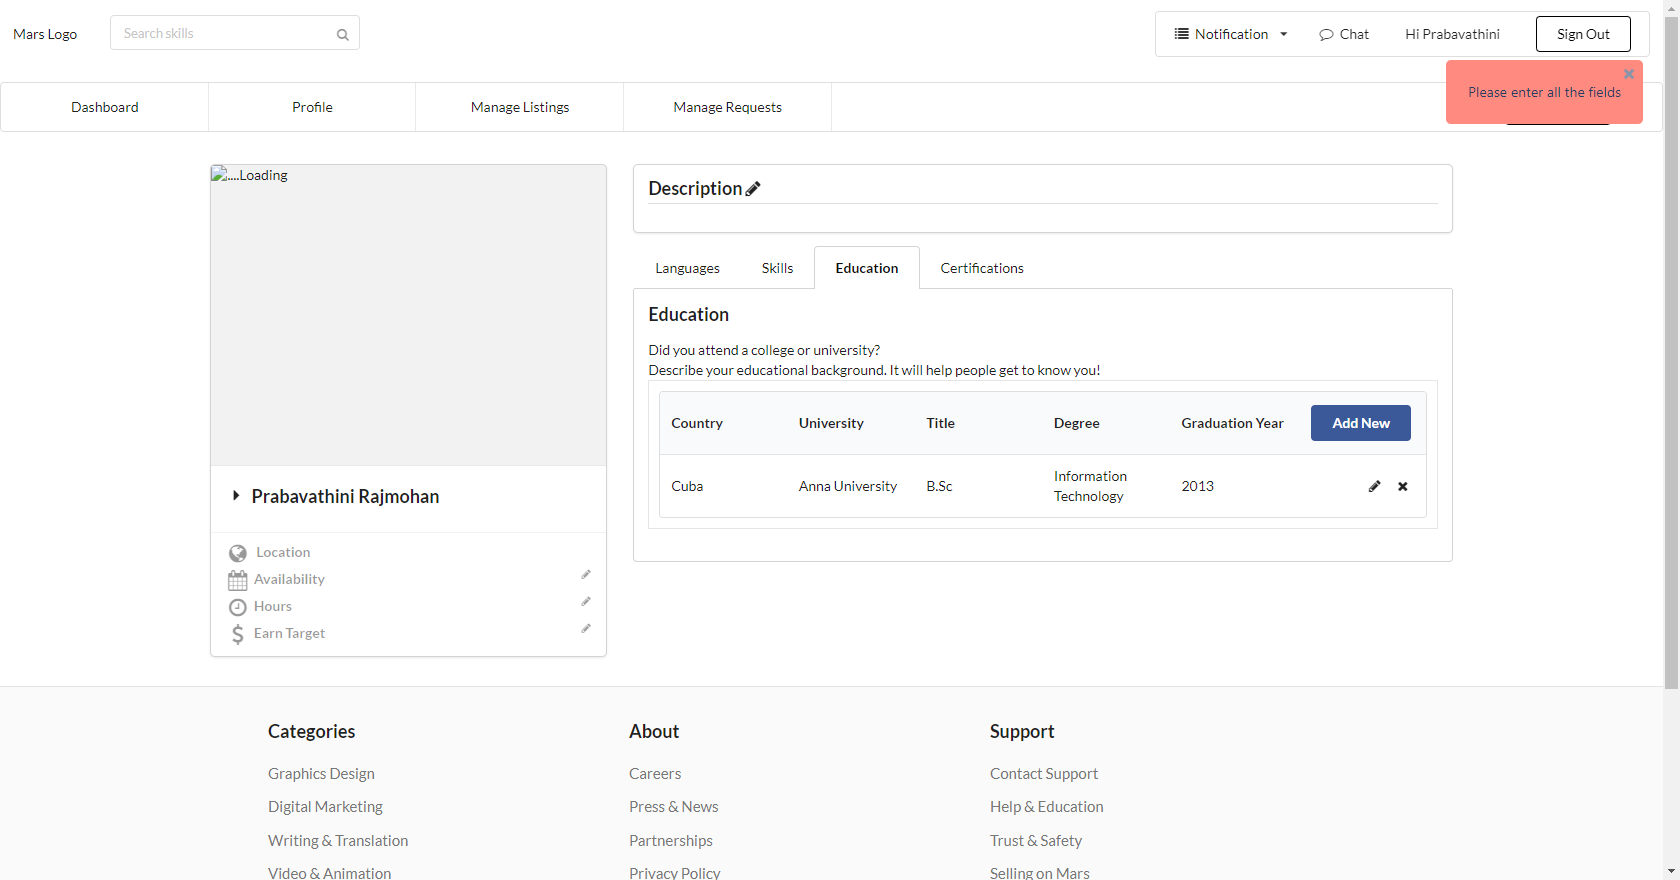 Mars Logo
Search skills
Notification
Chat
Hi Prabavathini
Sign Out
Please enter all the fields
Dashboard
Profile
Manage Listings
Manage Requests
....Loading
Prabavathini Rajmohan
Location
Availability
Hours
Earn Target
Description
Languages
Skills
Education
Certifications
Education
Did you attend a college or university?
Describe your educational background. It will help people get to know you!
Country University Title Degree Graduation Year Add New
Cuba Anna University B.Sc Information Technology 2013
Categories
Graphics Design
Digital Marketing
Writing & Translation
Video & Animation
About
Careers
Press & News
Partnerships
Privacy Policy
Support
Contact Support
Help & Education
Trust & Safety
Selling on Mars